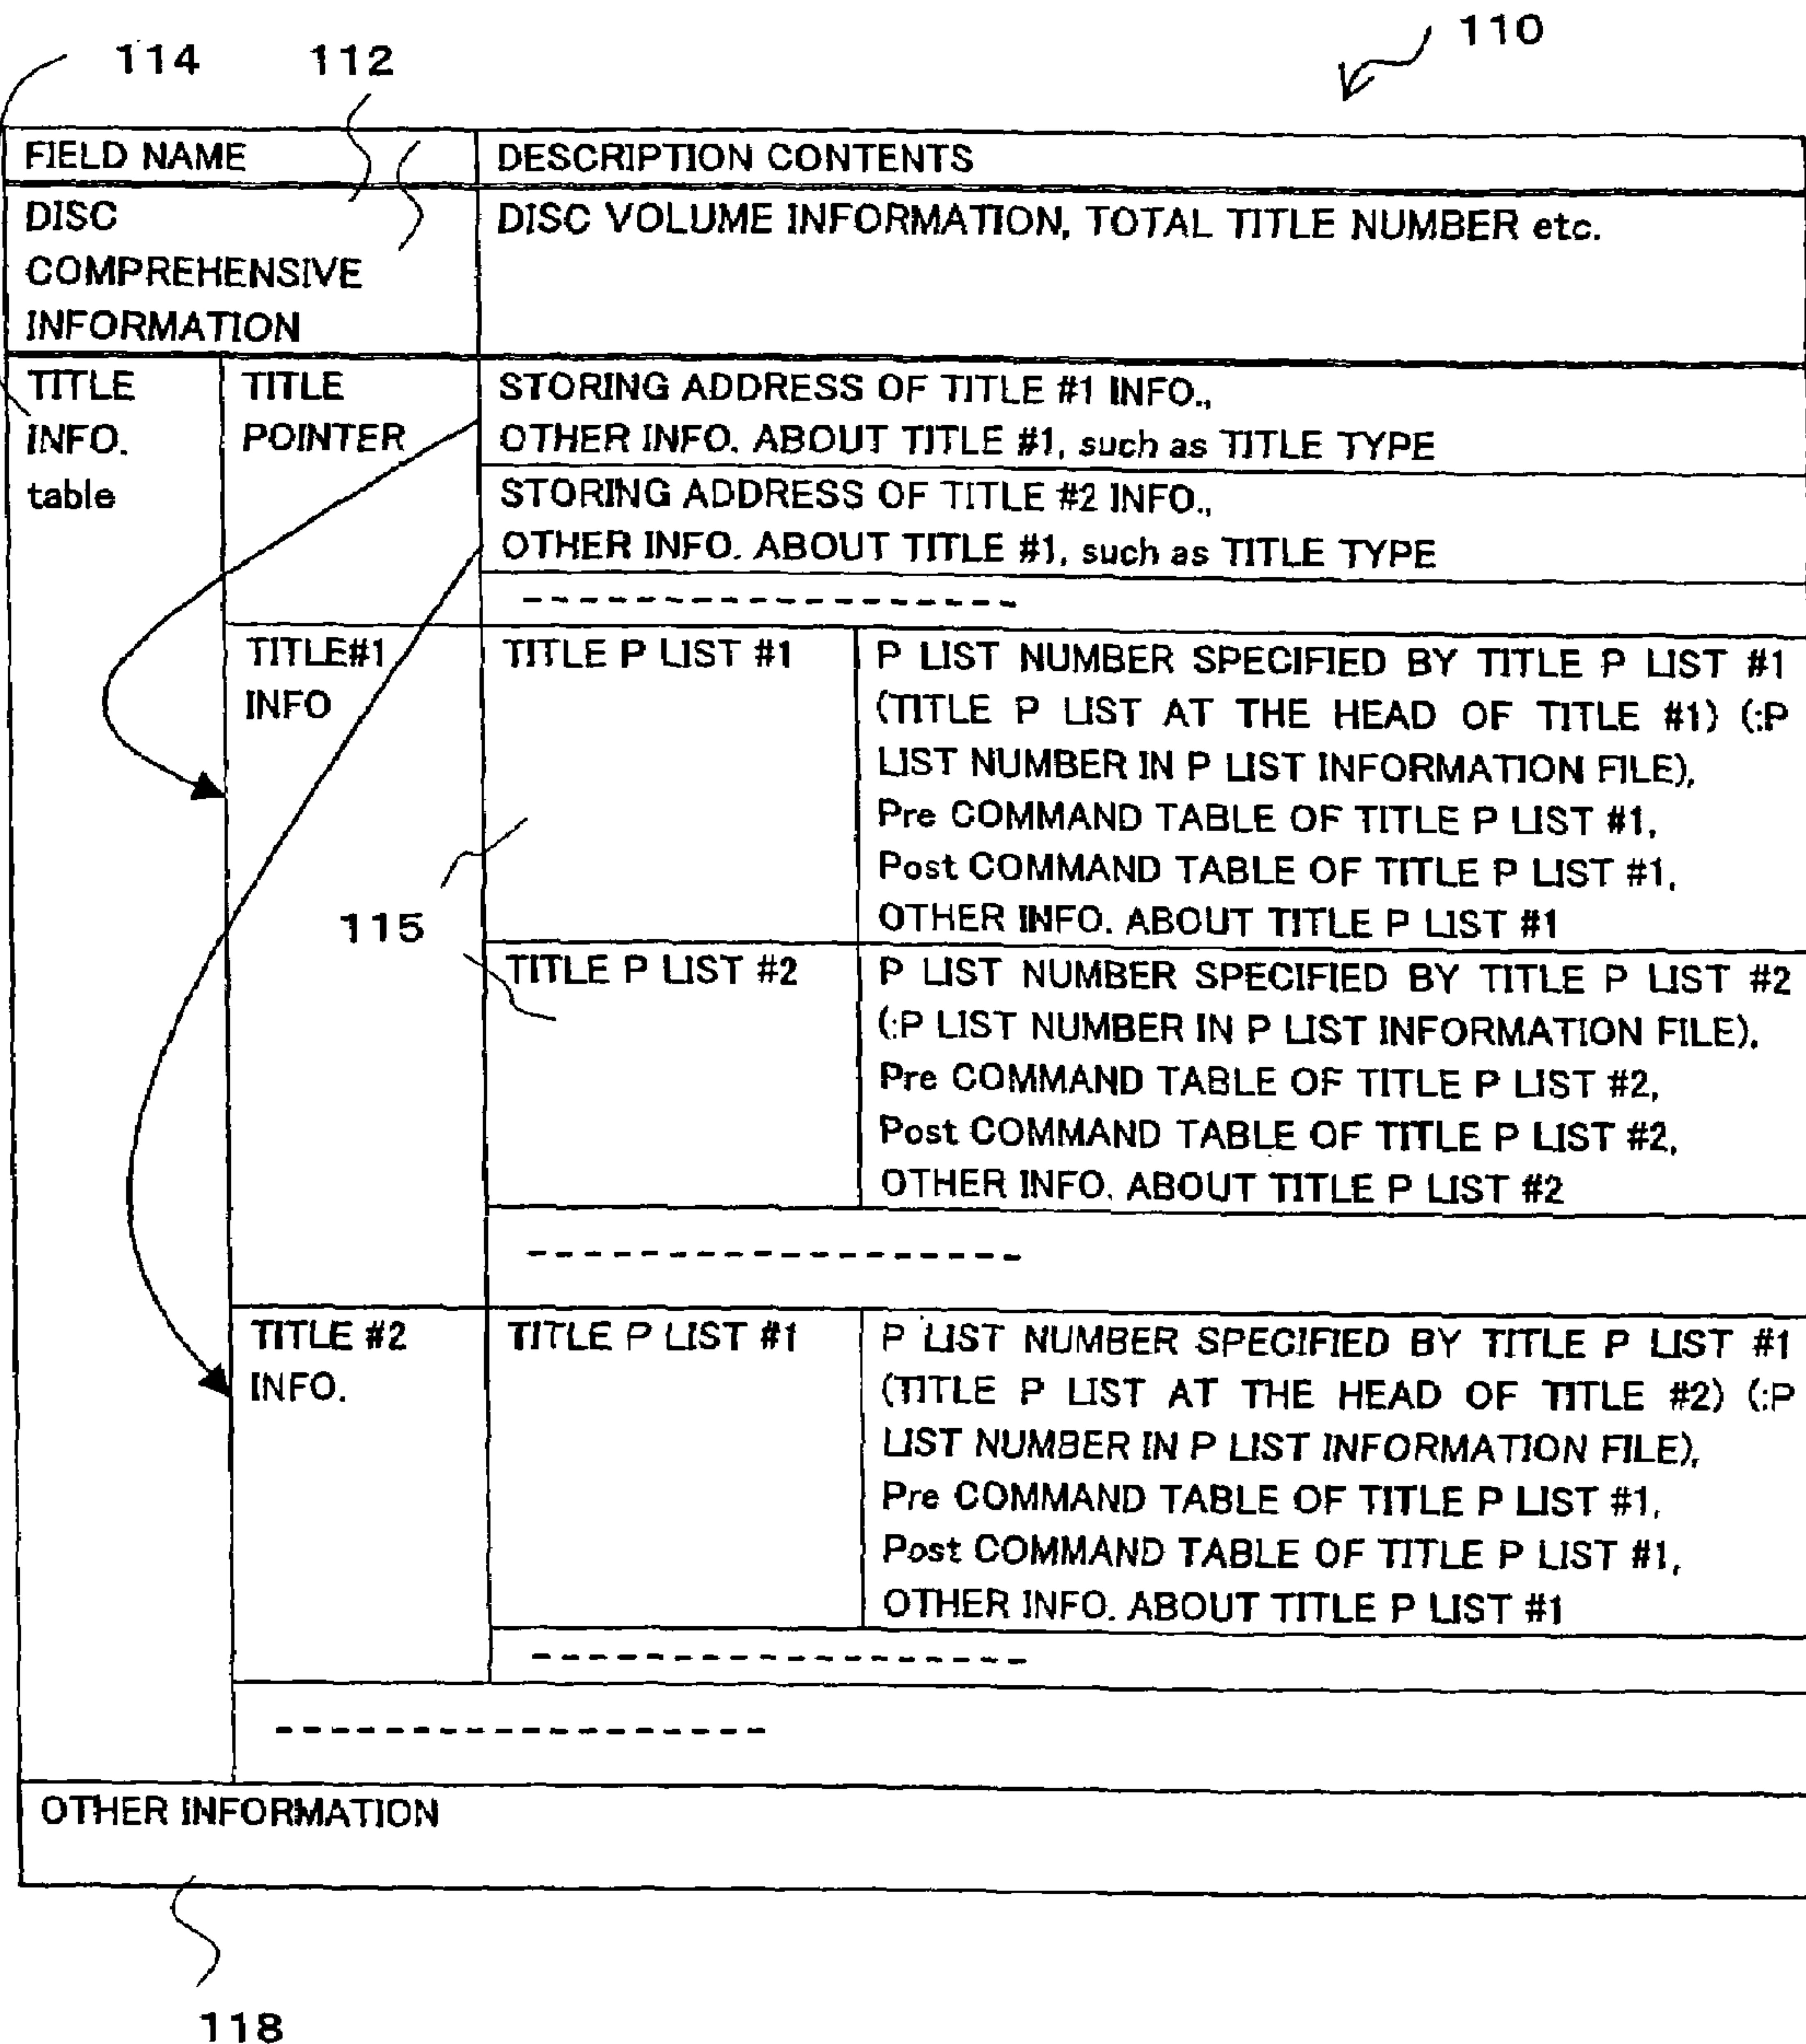 110
114 112
FIELD NAME DESCRIPTION CONTENTS
DISC
COMPREHENSIVE
INFORMATION
DISC VOLUME INFORMATION, TOTAL TITLE NUMBER etc.
TITLE
INFO.
table
TITLE
POINTER
STORING ADDRESS OF TITLE #1 INFO.,
OTHER INFO. ABOUT TITLE #1, such as TITLE TYPE
STORING ADDRESS OF TITLE #2 INFO.,
OTHER INFO. ABOUT TITLE #1, such as TITLE TYPE
TITLE#1
INFO
TITLE P LIST #1
P LIST NUMBER SPECIFIED BY TITLE P LIST #1
(TITLE P LIST AT THE HEAD OF TITLE #1) (:P
LIST NUMBER IN P LIST INFORMATION FILE),
Pre COMMAND TABLE OF TITLE P LIST #1,
Post COMMAND TABLE OF TITLE P LIST #1,
OTHER INFO. ABOUT TITLE P LIST #1
115
TITLE P LIST #2
P LIST NUMBER SPECIFIED BY TITLE P LIST #2
(:P LIST NUMBER IN P LIST INFORMATION FILE),
Pre COMMAND TABLE OF TITLE P LIST #2,
Post COMMAND TABLE OF TITLE P LIST #2,
OTHER INFO. ABOUT TITLE P LIST #2
TITLE #2
INFO.
TITLE P LIST #1
P LIST NUMBER SPECIFIED BY TITLE P LIST #1
(TITLE P LIST AT THE HEAD OF TITLE #2) (:P
LIST NUMBER IN P LIST INFORMATION FILE),
Pre COMMAND TABLE OF TITLE P LIST #1,
Post COMMAND TABLE OF TITLE P LIST #1,
OTHER INFO. ABOUT TITLE P LIST #1
OTHER INFORMATION
118